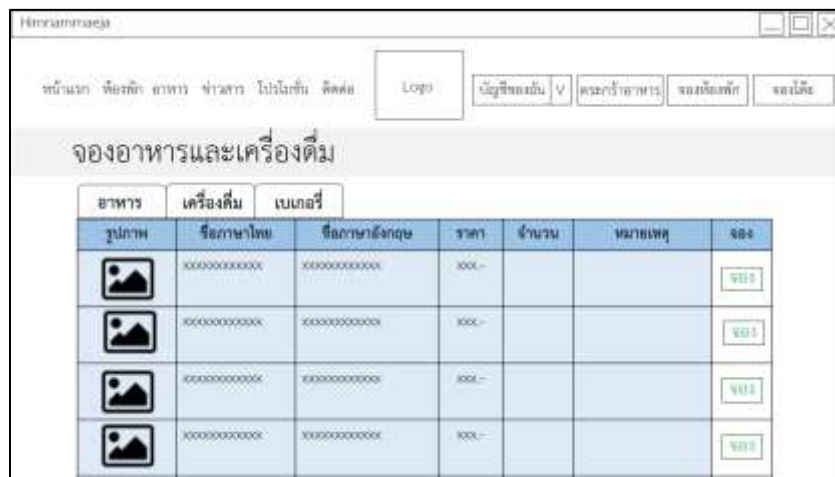 Himnammaeja
หน้าแรก ห้องพัก อาหาร ข่าวสาร โปรโมชั่น ติดต่อ Logo บัญชีของฉัน V ตระกร้าอาหาร จองห้องพัก จองโต๊ะ
จองอาหารและเครื่องดื่ม
อาหาร เครื่องดื่ม เบเกอรี่
รูปภาพ ชื่อภาษาไทย ชื่อภาษาอังกฤษ ราคา จำนวน หมายเหตุ จอง
xxxxxxxxxxxx xxxxxxxxxxxx xxx.- จอง
xxxxxxxxxxxx xxxxxxxxxxxx xxx.- จอง
xxxxxxxxxxxx xxxxxxxxxxxx xxx.- จอง
xxxxxxxxxxxx xxxxxxxxxxxx xxx.- จอง